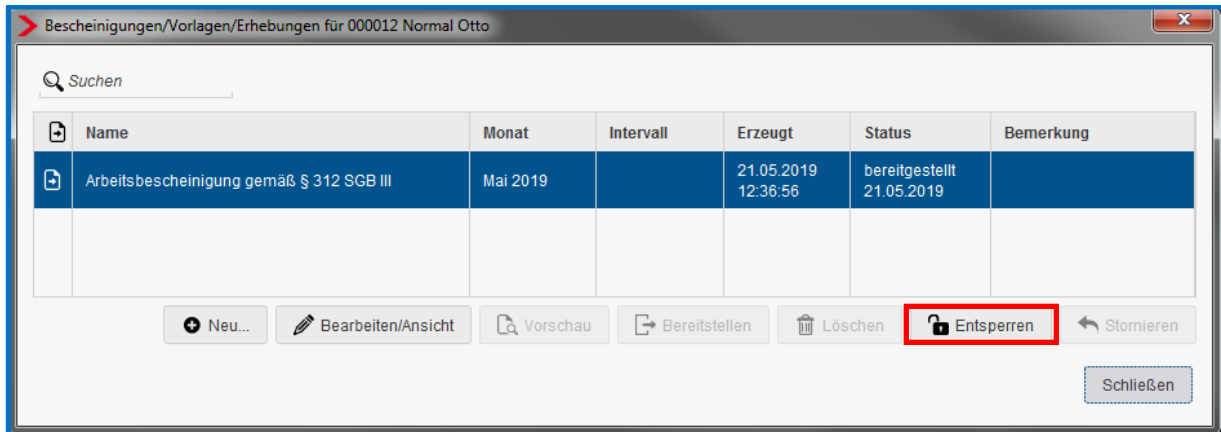 Bescheinigungen/Vorlagen/Erhebungen für 000012 Normal Otto
Suchen
Name Monat Intervall Erzeugt Status Bemerkung
Arbeitsbescheinigung gemäß § 312 SGB III Mai 2019 21.05.2019 12:36:56 bereitgestellt 21.05.2019
Neu... Bearbeiten/Ansicht Vorschau Bereitstellen Löschen Entsperren Stornieren
Schließen